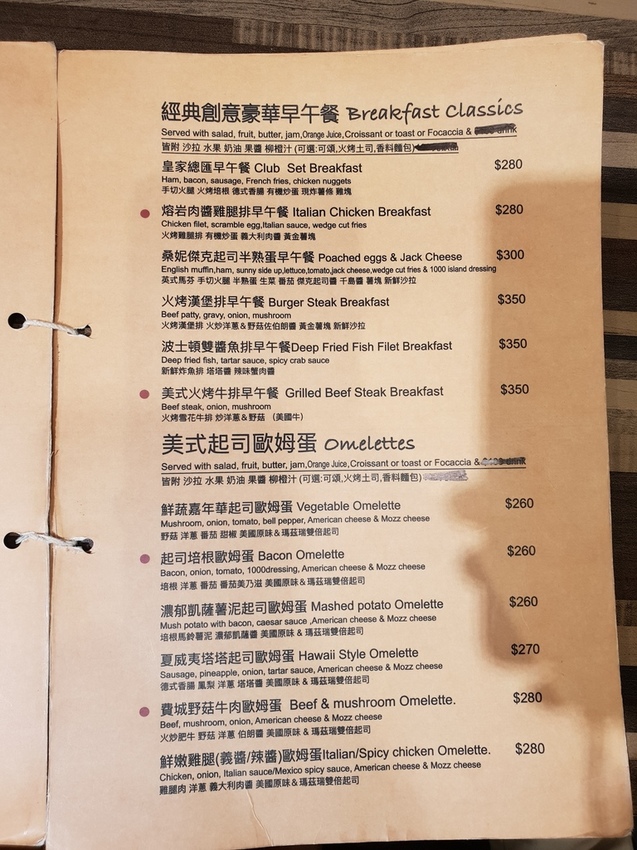 經典創意豪華早午餐 Breakfast Classics
Served with salad, fruit, butter, jam,Orange Juice,Croissant or toast or Focaccia &
皆附 沙拉 水果 奶油 果醬 柳橙汁 (可選:可頌,火烤土司,香料麵包)
皇家總匯早午餐 Club Set Breakfast $280
Ham, bacon, sausage, French fries, chicken nuggets
手切火腿 火烤培根 德式香腸 有機炒蛋 現炸薯條 雞塊
熔岩肉醬雞腿排早午餐 Italian Chicken Breakfast $280
Chicken filet, scramble egg,Italian sauce, wedge cut fries
火烤雞腿排 有機炒蛋 義大利肉醬 黃金薯塊
桑妮傑克起司半熟蛋早午餐 Poached eggs & Jack Cheese $300
English muffin,ham, sunny side up,lettuce,tomato,jack cheese,wedge cut fries & 1000 island dressing
英式馬芬 手切火腿 半熟蛋 生菜 番茄 傑克起司醬 千島醬 薯塊 新鮮沙拉
火烤漢堡排早午餐 Burger Steak Breakfast $350
Beef patty, gravy, onion, mushroom
火烤漢堡排 火炒洋蔥&野菇佐伯朗醬 黃金薯塊 新鮮沙拉
波士頓雙醬魚排早午餐Deep Fried Fish Filet Breakfast $350
Deep fried fish, tartar sauce, spicy crab sauce
新鮮炸魚排 塔塔醬 辣味蟹肉醬
美式火烤牛排早午餐 Grilled Beef Steak Breakfast $350
Beef steak, onion, mushroom
火烤雪花牛排 炒洋蔥&野菇 (美國牛)
美式起司歐姆蛋 Omelettes
Served with salad, fruit, butter, jam,Orange Juice,Croissant or toast or Focaccia &
皆附 沙拉 水果 奶油 果醬 柳橙汁 (可選:可頌,火烤土司,香料麵包)
鮮蔬嘉年華起司歐姆蛋 Vegetable Omelette $260
Mushroom, onion, tomato, bell pepper, American cheese & Mozz cheese
野菇 洋蔥 番茄 甜椒 美國原味&瑪茲瑞雙倍起司
起司培根歐姆蛋 Bacon Omelette $260
Bacon, onion, tomato, 1000dressing, American cheese & Mozz cheese
培根 洋蔥 番茄 番茄美乃滋 美國原味 & 瑪茲瑞雙倍起司
濃郁凱薩薯泥起司歐姆蛋 Mashed potato Omelette $260
Mush potato with bacon, caesar sauce ,American cheese & Mozz cheese
培根馬鈴薯泥 濃郁凱薩醬 美國原味 & 瑪茲瑞雙倍起司
夏威夷塔塔起司歐姆蛋 Hawaii Style Omelette $270
Sausage, pineapple, onion, tartar sauce, American cheese & Mozz cheese
德式香腸 鳳梨 洋蔥 塔塔醬 美國原味 & 瑪茲瑞雙倍起司
費城野菇牛肉歐姆蛋 Beef & mushroom Omelette. $280
Beef, mushroom, onion, American cheese & Mozz cheese
火炒肥牛 野菇 洋蔥 伯朗醬 美國原味 & 瑪茲瑞雙倍起司
鮮嫩雞腿(義醬/辣醬)歐姆蛋Italian/Spicy chicken Omelette. $280
Chicken, onion, Italian sauce/Mexico spicy sauce, American cheese & Mozz cheese
雞腿肉 洋蔥 義大利肉醬 美國原味&瑪茲瑞雙倍起司